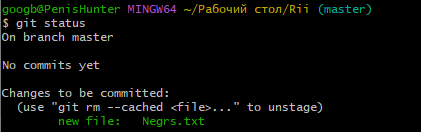 googb@PenisHunter MINGW64 ~/Рабочий стол/Rii (master)
$ git status
On branch master
No commits yet
Changes to be committed:
(use "git rm --cached <file>..." to unstage)
new file: Negrs.txt